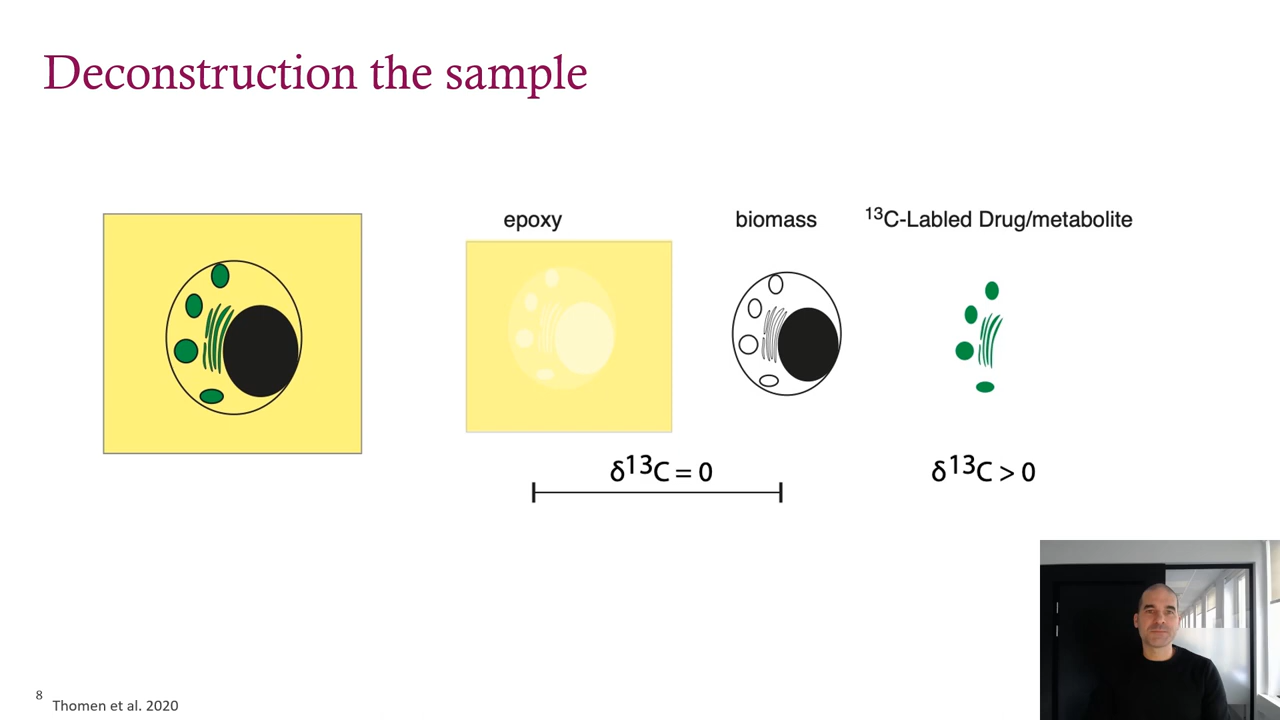 Deconstruction the sample
epoxy
biomass
¹³C-Labled Drug/metabolite
δ¹³C = 0
δ¹³C > 0
8
Thomen et al. 2020